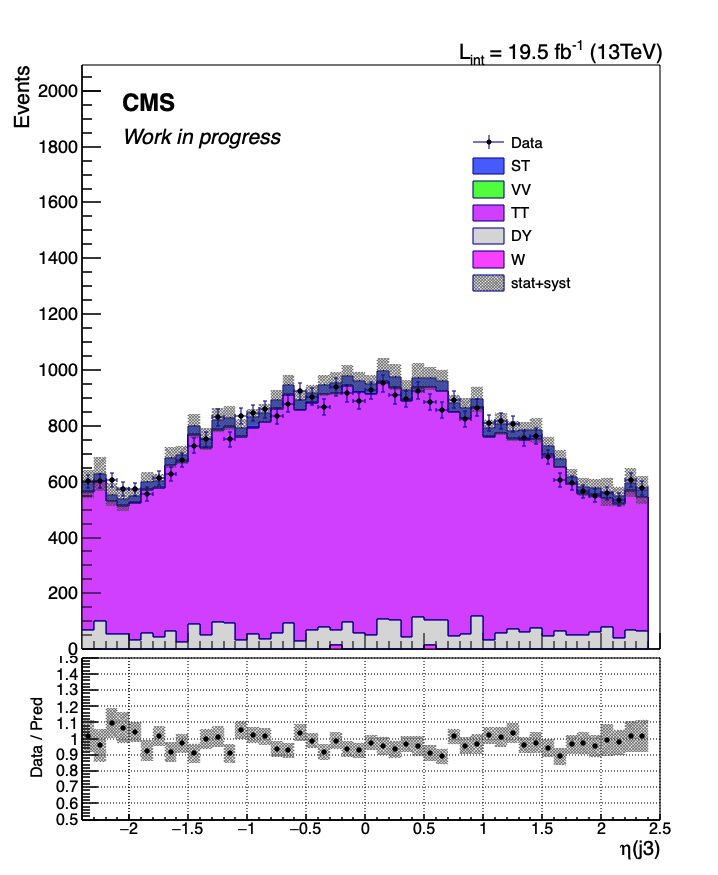 L_int = 19.5 fb⁻¹ (13TeV)
Events
CMS
Work in progress
Data
ST
VV
TT
DY
W
stat+syst
2000
1800
1600
1400
1200
1000
800
600
400
200
0
Data / Pred
1.5
1.4
1.3
1.2
1.1
1
0.9
0.8
0.7
0.6
0.5
−2 −1.5 −1 −0.5 0 0.5 1 1.5 2 2.5
η(j3)